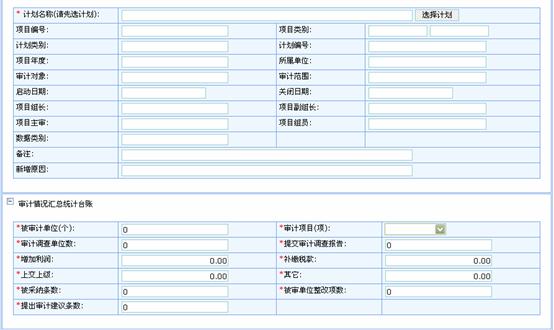 * 计划名称(请先选计划): 选择计划
项目编号: 项目类别:
计划类别: 计划编号:
项目年度: 所属单位:
审计对象: 审计范围:
启动日期: 关闭日期:
项目组长: 项目副组长:
项目主审: 项目组员:
数据类别:
备注:
新增原因:
审计情况汇总统计台账
*被审计单位(个): 0 *审计项目(项):
*审计调查单位数: 0 *提交审计调查报告: 0
*增加利润: 0.00 *补缴税款: 0.00
*上交上级: 0.00 *其它: 0.00
*被采纳条数: 0 *被审单位整改项数: 0
*提出审计建议条数: 0